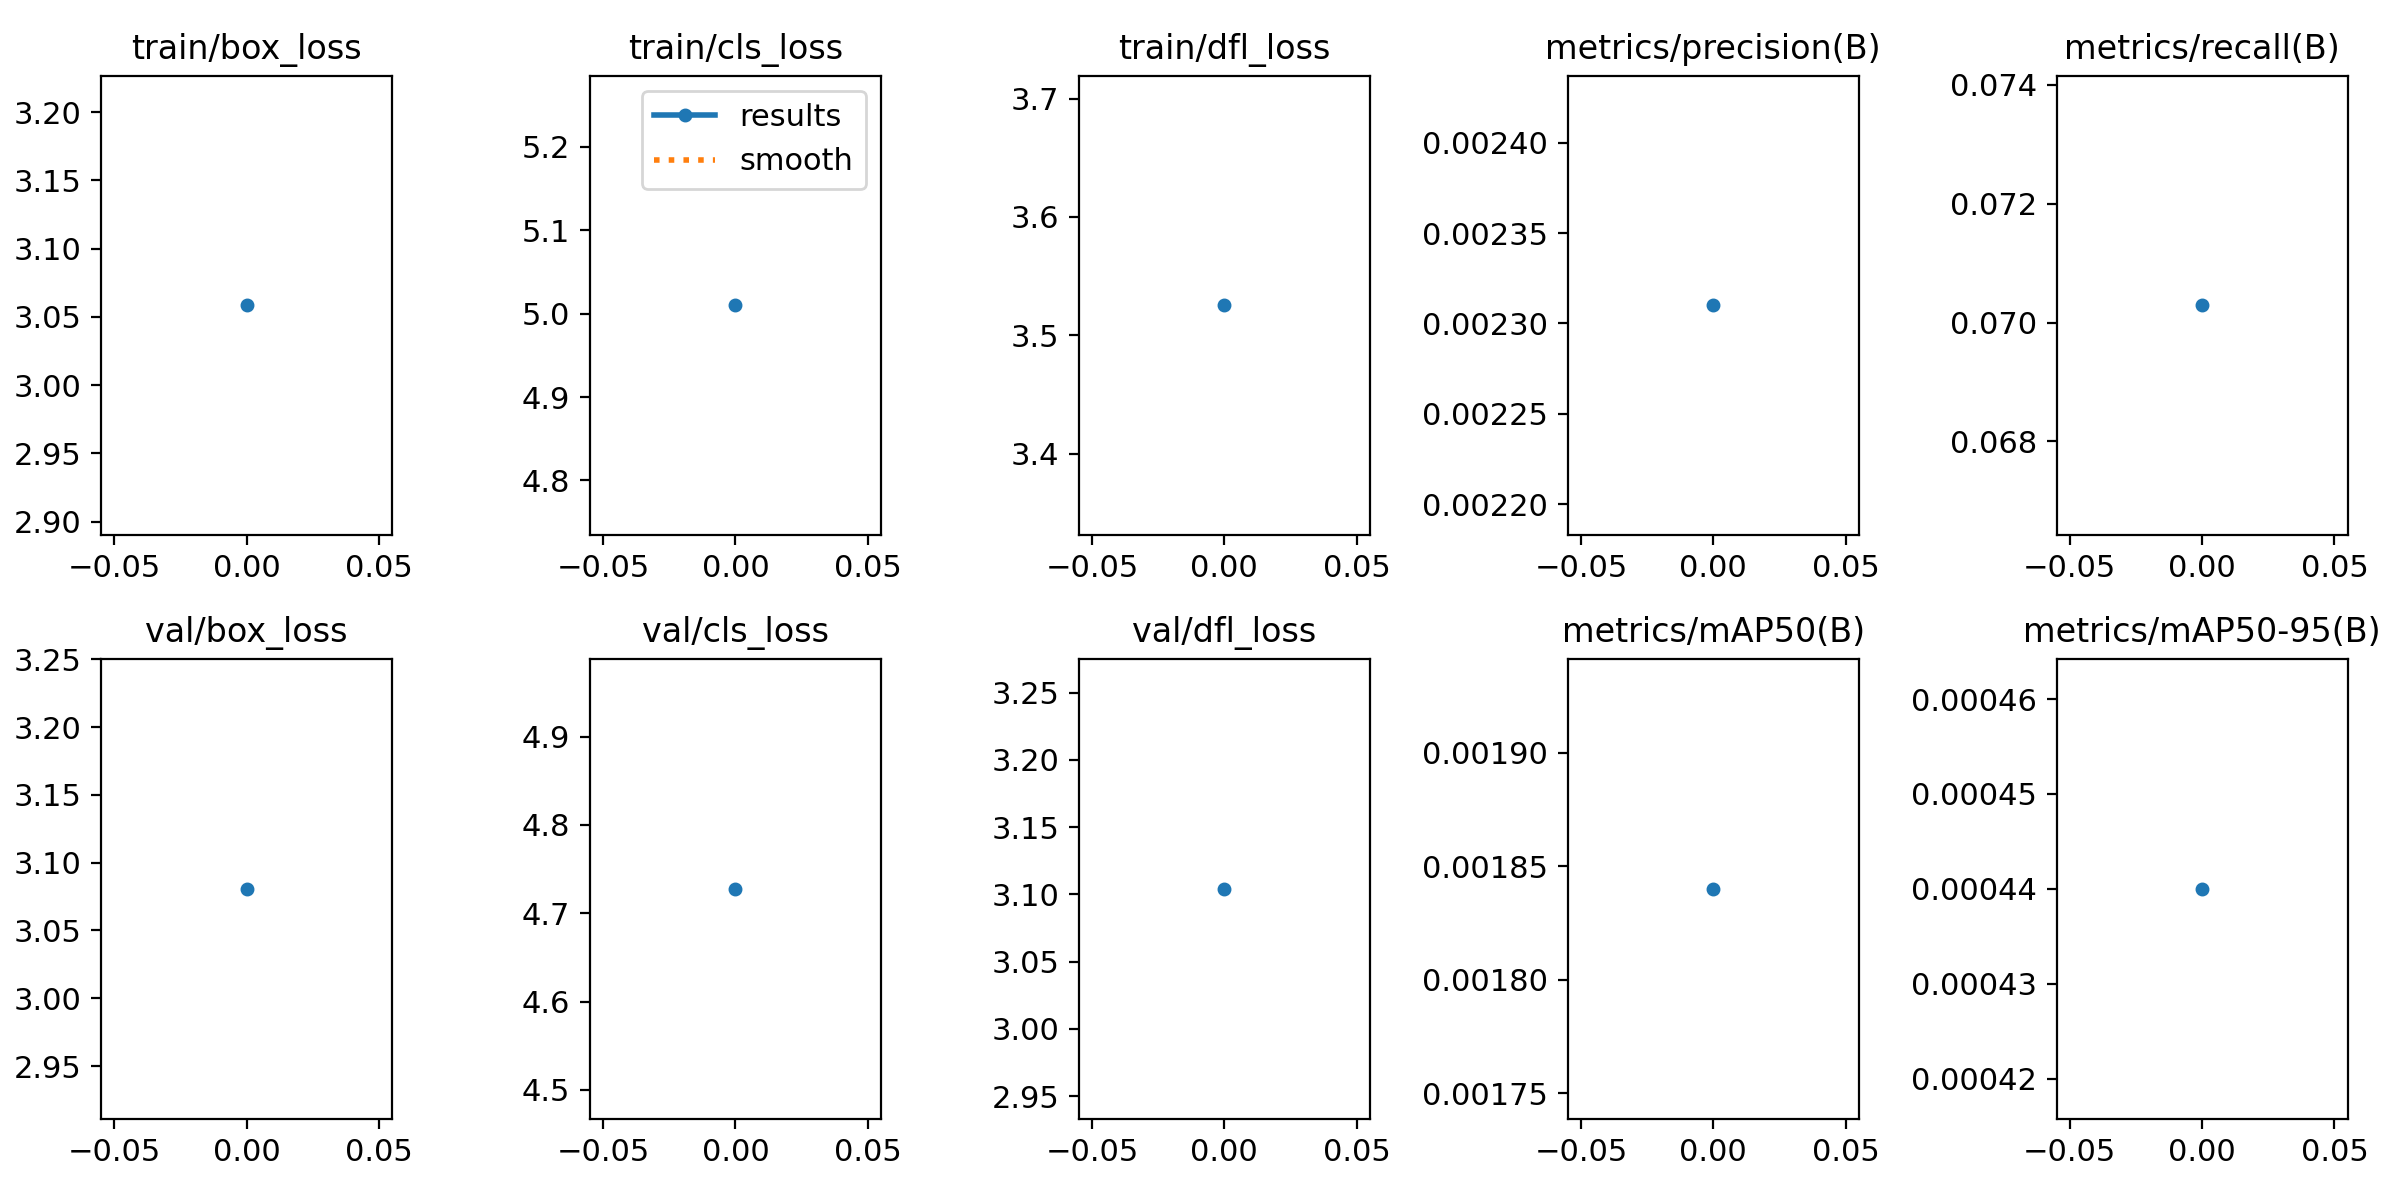 train/box_loss
3.20
3.15
3.10
3.05
3.00
2.95
2.90
−0.05 0.00 0.05
train/cls_loss
results
smooth
5.2
5.1
5.0
4.9
4.8
−0.05 0.00 0.05
train/dfl_loss
3.7
3.6
3.5
3.4
−0.05 0.00 0.05
metrics/precision(B)
0.00240
0.00235
0.00230
0.00225
0.00220
−0.05 0.00 0.05
metrics/recall(B)
0.074
0.072
0.070
0.068
−0.05 0.00 0.05
val/box_loss
3.25
3.20
3.15
3.10
3.05
3.00
2.95
−0.05 0.00 0.05
val/cls_loss
4.9
4.8
4.7
4.6
4.5
−0.05 0.00 0.05
val/dfl_loss
3.25
3.20
3.15
3.10
3.05
3.00
2.95
−0.05 0.00 0.05
metrics/mAP50(B)
0.00190
0.00185
0.00180
0.00175
−0.05 0.00 0.05
metrics/mAP50-95(B)
0.00046
0.00045
0.00044
0.00043
0.00042
−0.05 0.00 0.05